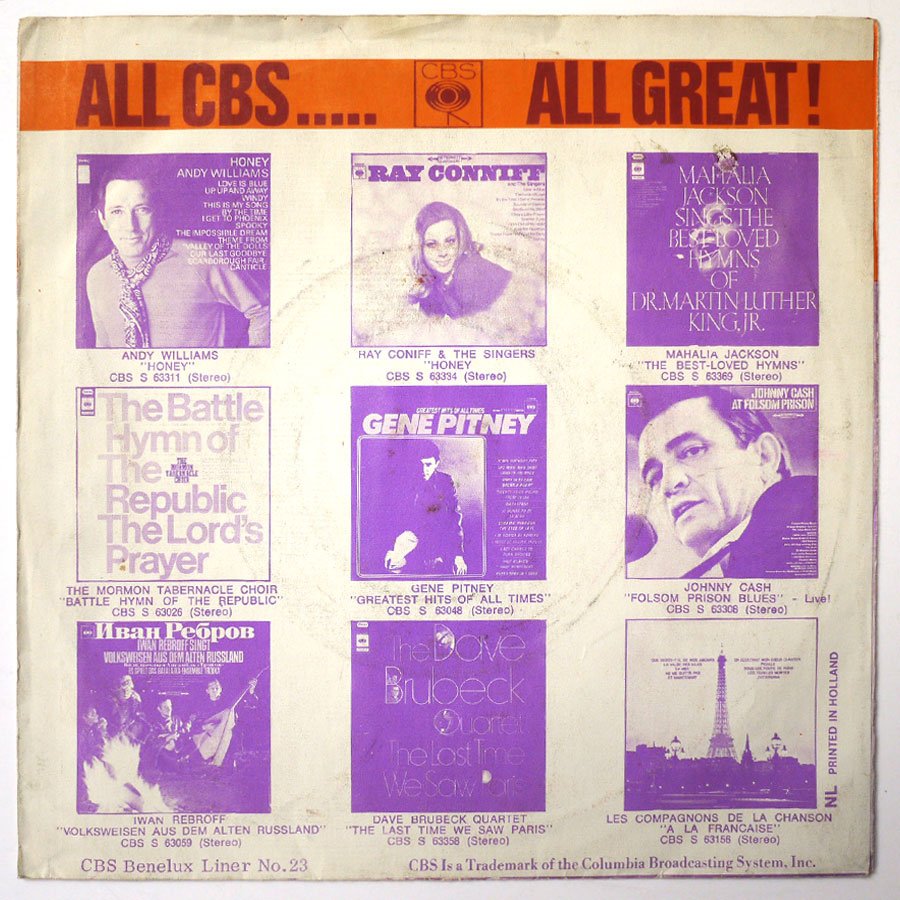 ALL CBS..... CBS ALL GREAT!
HONEY
ANDY WILLIAMS
LOVE IS BLUE
UP UP AND AWAY
WINDY
THIS IS MY SONG
BY THE TIME
I GET TO PHOENIX
SPOOKY
THE IMPOSSIBLE DREAM
THEME FROM
"VALLEY OF THE DOLLS"
OUR LAST GOODBYE
SCARBOROUGH FAIR
CANTICLE
ANDY WILLIAMS
"HONEY"
CBS S 63311 (Stereo)
RAY CONNIFF
And The Singers
RAY CONIFF & THE SINGERS
"HONEY
CBS S 63334 (Stereo)
MAHALIA
JACKSON
SINGS THE
BEST-LOVED
HYMNS
OF
DR. MARTIN LUTHER
KING, JR.
MAHALIA JACKSON
"THE BEST-LOVED HYMNS"
CBS S 63369 (Stereo)
The Battle
Hymn of
The
Republic
The Lord's
Prayer
THE
MORMON
TABERNACLE
CHOIR
THE MORMON TABERNACLE CHOIR
"BATTLE HYMN OF THE REPUBLIC"
CBS S 63026 (Stereo)
GREATEST HITS OF ALL TIMES
GENE PITNEY
GENE PITNEY
"GREATEST HITS OF ALL TIMES"
CBS S 63048 (Stereo)
JOHNNY CASH
AT FOLSOM PRISON
JOHNNY CASH
"FOLSOM PRISON BLUES" - Live!
CBS S 63308 (Stereo)
Иван Ребров
IWAN REBROFF SINGT
VOLKSWEISEN AUS DEM ALTEN RUSSLAND
IWAN REBROFF
"VOLKSWEISEN AUS DEM ALTEN RUSSLAND"
CBS S 63059 (Stereo)
The Dave
Brubeck
Quartet
The Last Time
We Saw Paris
DAVE BRUBECK QUARTET
"THE LAST TIME WE SAW PARIS"
CBS S 63358 (Stereo)
LES COMPAGNONS DE LA CHANSON
"A LA FRANCAISE"
CBS S 63156 (Stereo)
NL PRINTED IN HOLLAND
CBS Benelux Liner No. 23
CBS Is a Trademark of the Columbia Broadcasting System, Inc.